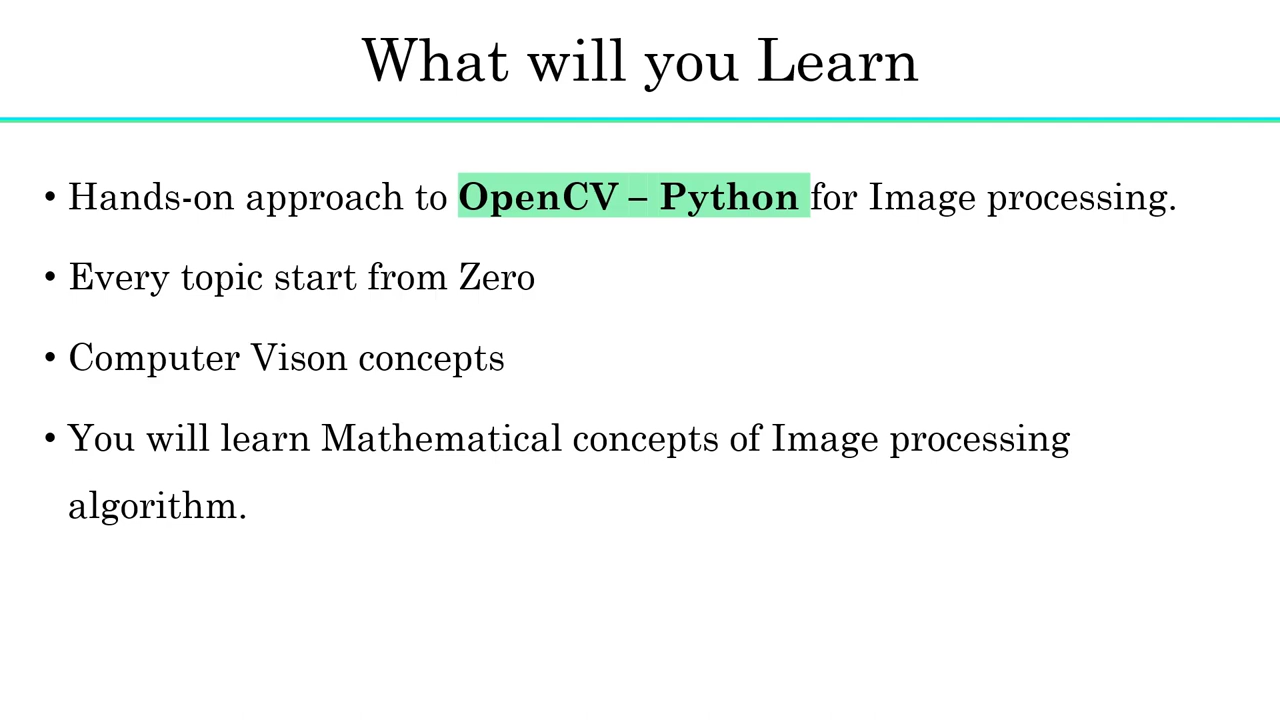 What will you Learn
• Hands-on approach to OpenCV – Python for Image processing.
• Every topic start from Zero
• Computer Vison concepts
• You will learn Mathematical concepts of Image processing
algorithm.